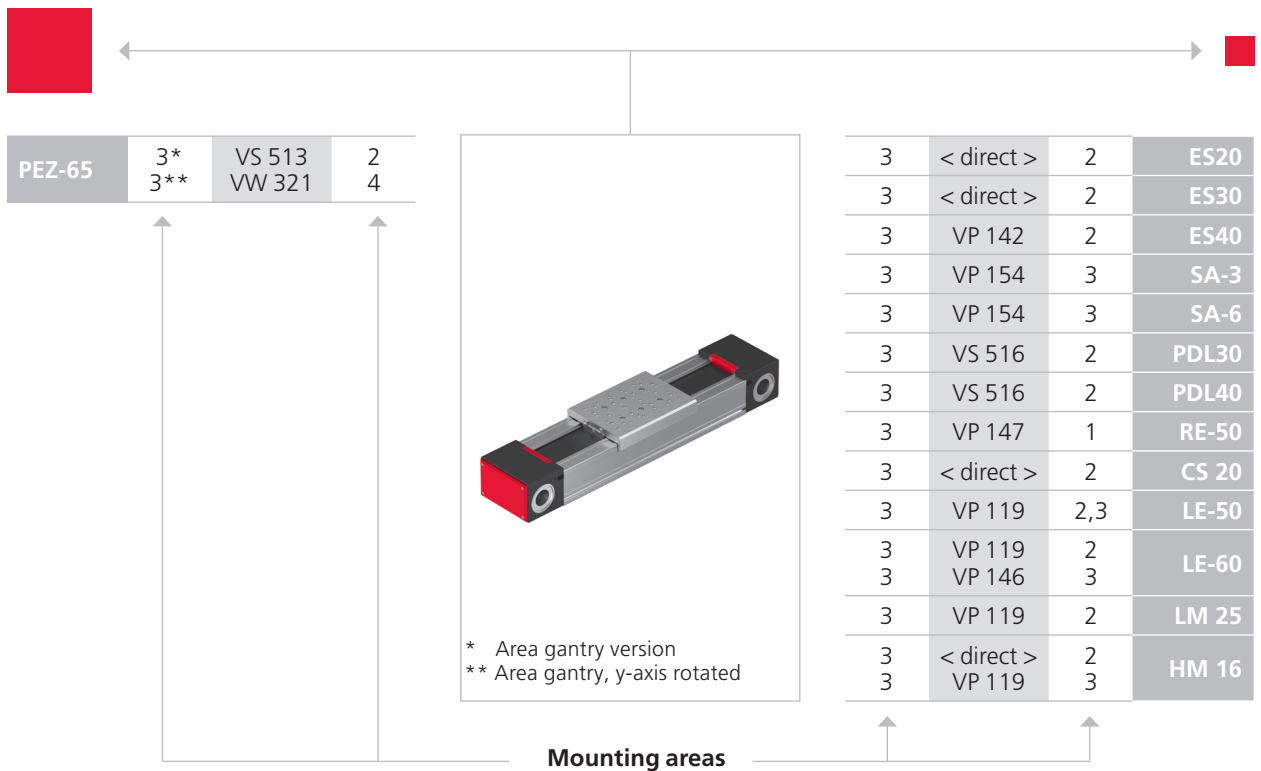 PEZ-65 3* VS 513 2
3** VW 321 4
3 < direct > 2 ES20
3 < direct > 2 ES30
3 VP 142 2 ES40
3 VP 154 3 SA-3
3 VP 154 3 SA-6
3 VS 516 2 PDL30
3 VS 516 2 PDL40
3 VP 147 1 RE-50
3 < direct > 2 CS 20
3 VP 119 2,3 LE-50
3 VP 119 2 LE-60
3 VP 146 3
3 VP 119 2 LM 25
3 < direct > 2 HM 16
3 VP 119 3
* Area gantry version
** Area gantry, y-axis rotated
Mounting areas